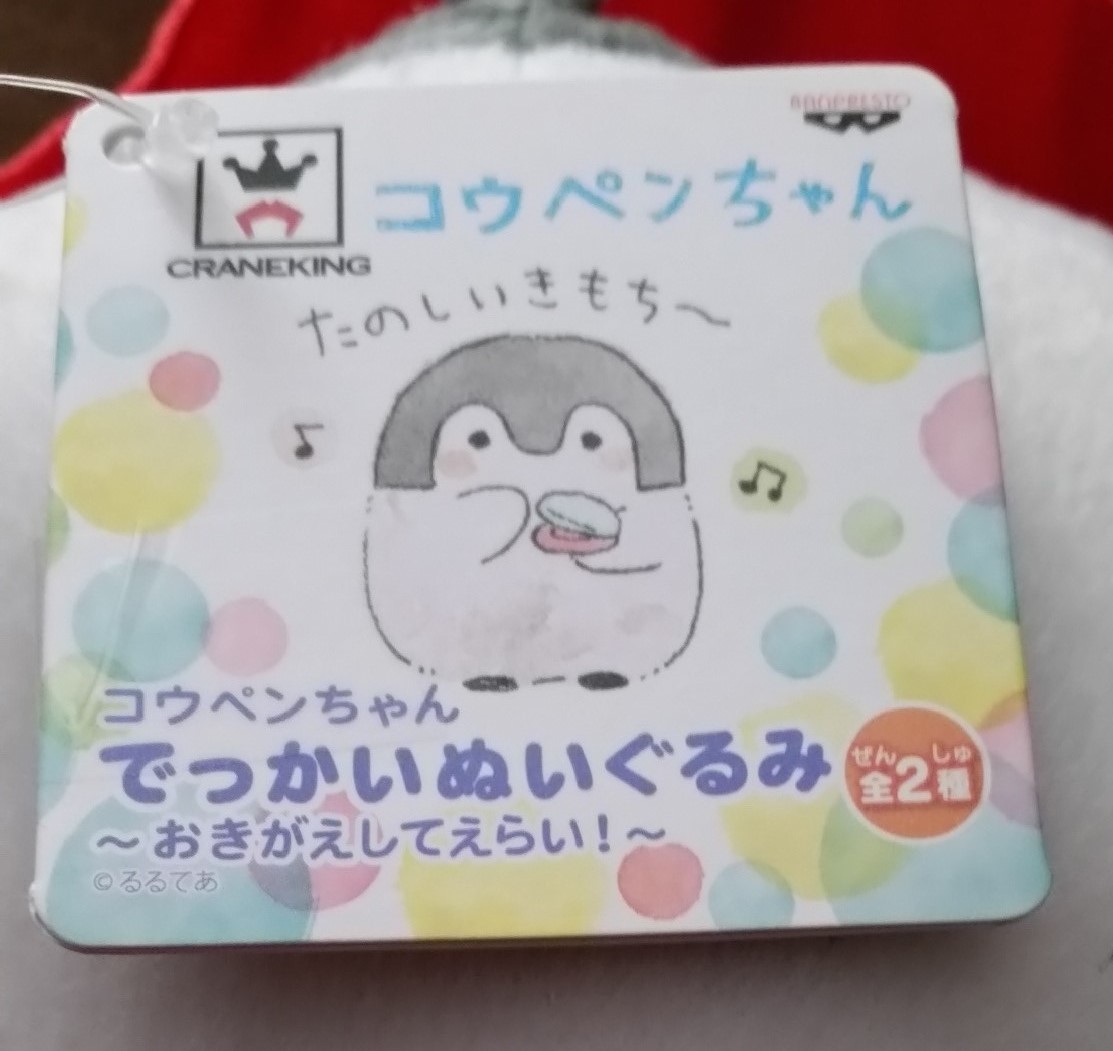 BANPRESTO
コウペンちゃん
CRANEKING
たのしいきもち〜
コウペンちゃん
でっかいぬいぐるみ
ぜん しゅ
全2種
〜おきがえしてえらい!〜
©るるてあ